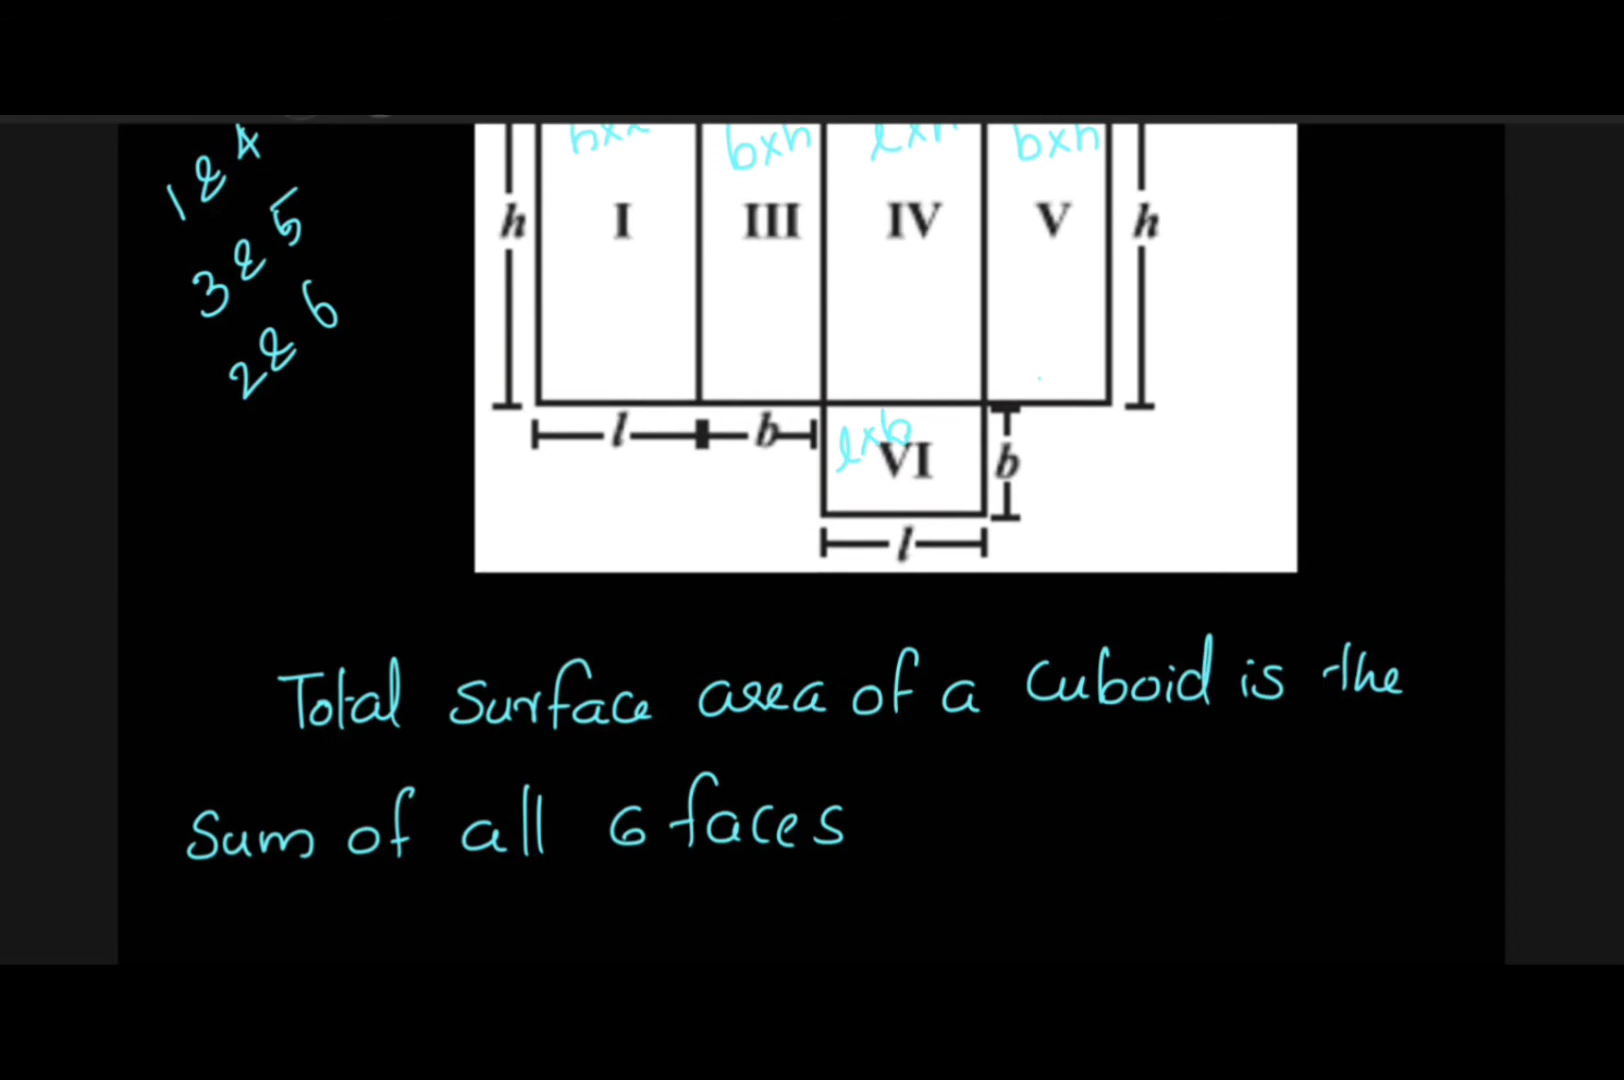 1 & 4
3 & 5
2 & 6
b×h l×h b×h
h I III IV V h
l b l×b VI b
l
Total surface area of a cuboid is the
Sum of all 6 faces